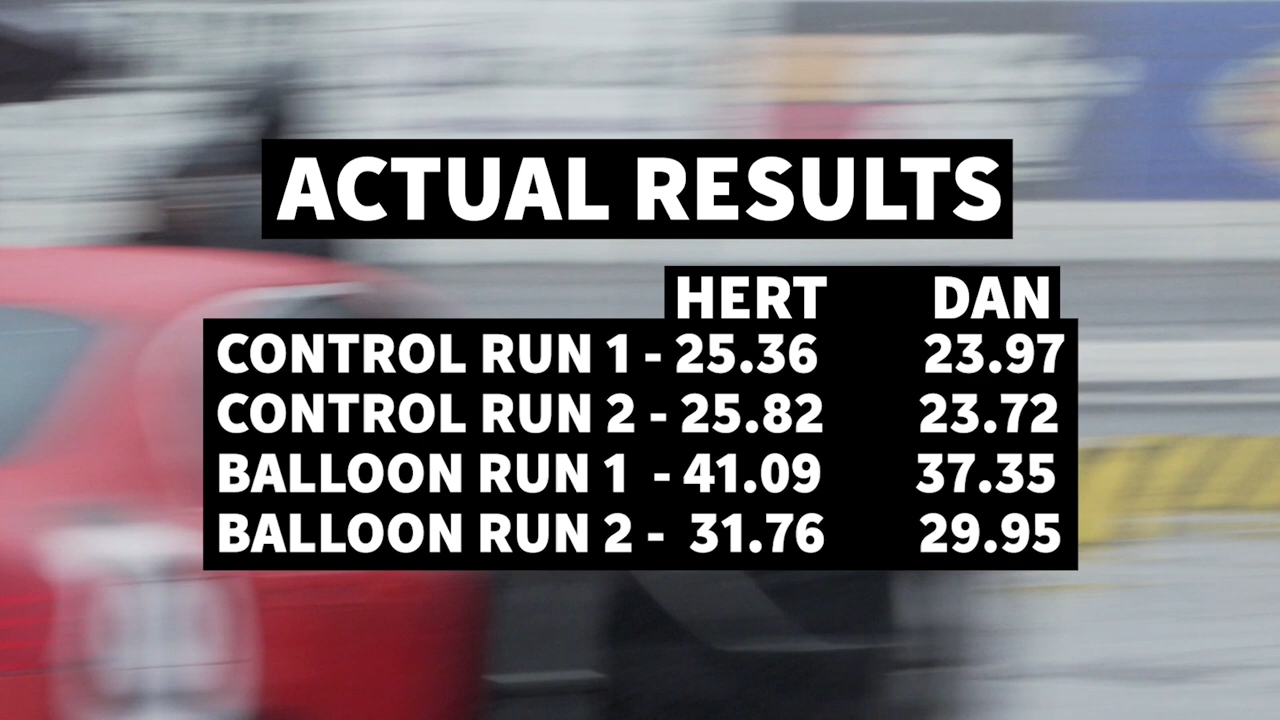 ACTUAL RESULTS
HERT DAN
CONTROL RUN 1 - 25.36 23.97
CONTROL RUN 2 - 25.82 23.72
BALLOON RUN 1 - 41.09 37.35
BALLOON RUN 2 - 31.76 29.95